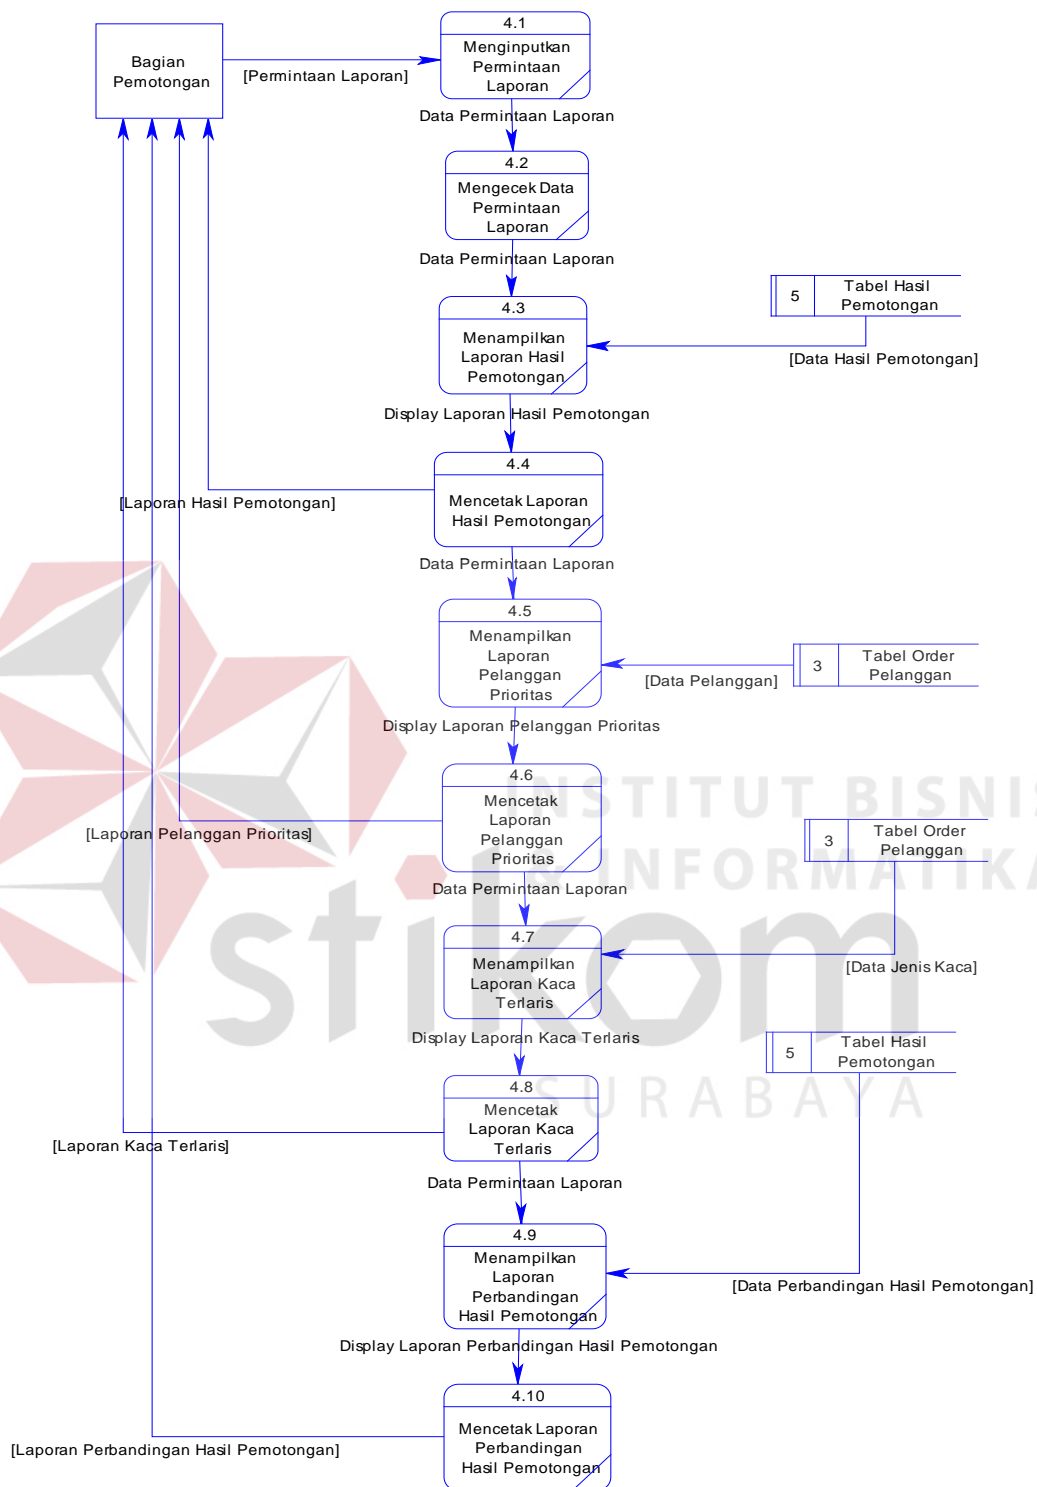 4.1
Menginputkan
Permintaan
Laporan
Bagian
Pemotongan
[Permintaan Laporan]
Data Permintaan Laporan
4.2
Mengecek Data
Permintaan
Laporan
Data Permintaan Laporan
4.3
Menampilkan
Laporan Hasil
Pemotongan
5
Tabel Hasil
Pemotongan
[Data Hasil Pemotongan]
Display Laporan Hasil Pemotongan
4.4
Mencetak Laporan
Hasil Pemotongan
[Laporan Hasil Pemotongan]
Data Permintaan Laporan
4.5
Menampilkan
Laporan
Pelanggan
Prioritas
3
Tabel Order
Pelanggan
[Data Pelanggan]
Display Laporan Pelanggan Prioritas
4.6
Mencetak
Laporan
Pelanggan
Prioritas
[Laporan Pelanggan Prioritas]
INSTITUT BISNIS
& INFORMATIKA
stikom
SURABAYA
3
Tabel Order
Pelanggan
Data Permintaan Laporan
4.7
Menampilkan
Laporan Kaca
Terlaris
[Data Jenis Kaca]
Display Laporan Kaca Terlaris
5
Tabel Hasil
Pemotongan
4.8
Mencetak
Laporan Kaca
Terlaris
[Laporan Kaca Terlaris]
Data Permintaan Laporan
4.9
Menampilkan
Laporan
Perbandingan
Hasil Pemotongan
[Data Perbandingan Hasil Pemotongan]
Display Laporan Perbandingan Hasil Pemotongan
4.10
Mencetak Laporan
Perbandingan
Hasil Pemotongan
[Laporan Perbandingan Hasil Pemotongan]